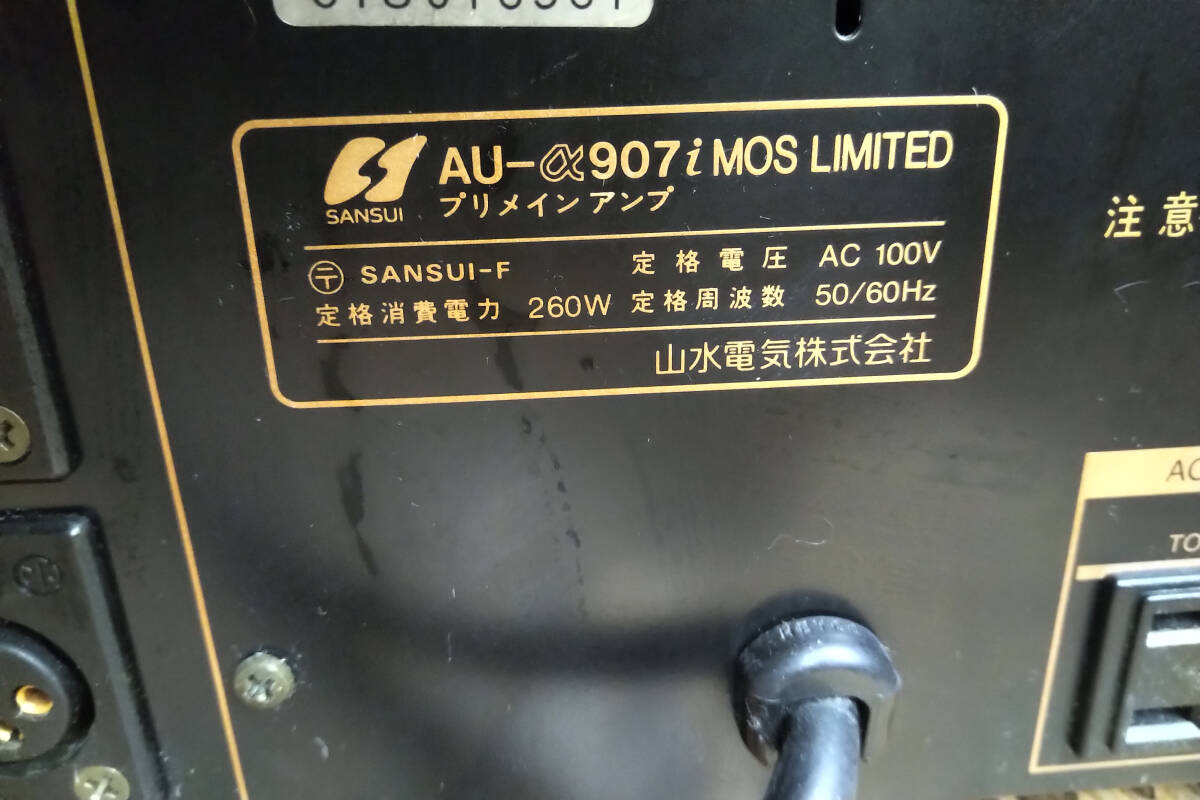 AU-α907i MOS LIMITED
SANSUI
プリメインアンプ
〒 SANSUI-F
定格電圧 AC 100V
定格消費電力 260W
定格周波数 50/60Hz
山水電気株式会社
注意
AC
TO